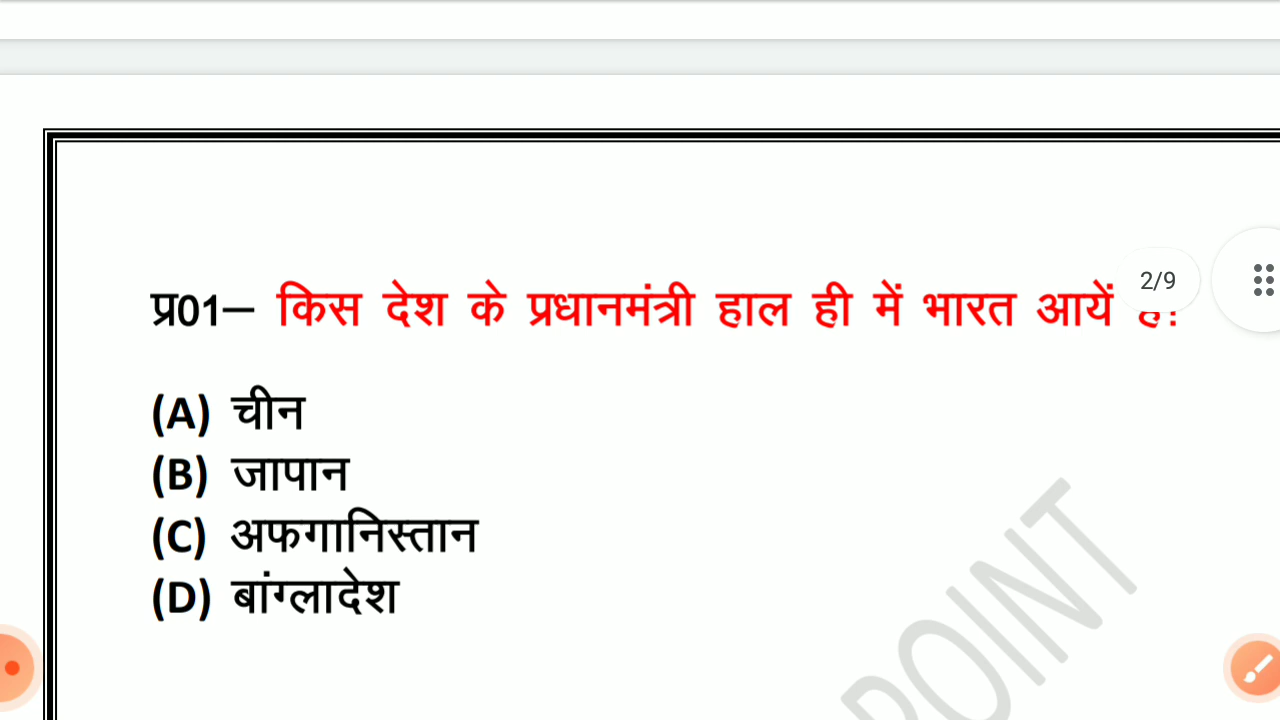 2/9
प्र01– किस देश के प्रधानमंत्री हाल ही में भारत आयें
(A) चीन
(B) जापान
(C) अफगानिस्तान
(D) बांग्लादेश
POINT